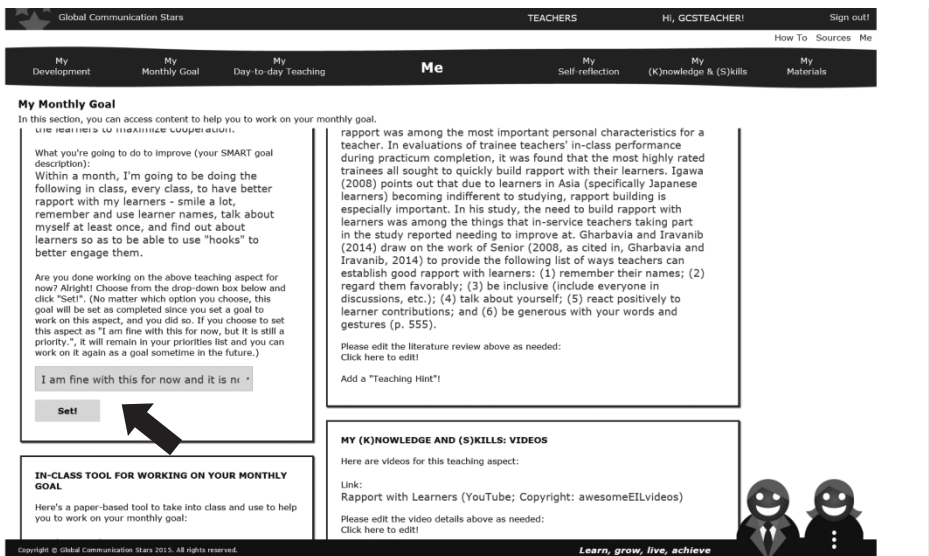 Global Communication Stars
TEACHERS
Hi, GCSTEACHER!
Sign out!
How To Sources Me
My
Development
My
Monthly Goal
My
Day-to-day Teaching
Me
My
Self-reflection
My
(K)nowledge & (S)kills
My
Materials
My Monthly Goal
In this section, you can access content to help you to work on your monthly goal.
the learners to maximize cooperation.
What you're going to do to improve (your SMART goal
description):
Within a month, I'm going to be doing the
following in class, every class, to have better
rapport with my learners - smile a lot,
remember and use learner names, talk about
myself at least once, and find out about
learners so as to be able to use "hooks" to
better engage them.
Are you done working on the above teaching aspect for
now? Alright! Choose from the drop-down box below and
click "Set!". (No matter which option you choose, this
goal will be set as completed since you set a goal to
work on this aspect, and you did so. If you choose to set
this aspect as "I am fine with this for now, but it is still a
priority.", it will remain in your priorities list and you can
work on it again as a goal sometime in the future.)
I am fine with this for now and it is
Set!
IN-CLASS TOOL FOR WORKING ON YOUR MONTHLY
GOAL
Here's a paper-based tool to take into class and use to help
you to work on your monthly goal:
rapport was among the most important personal characteristics for a
teacher. In evaluations of trainee teachers' in-class performance
during practicum completion, it was found that the most highly rated
trainees all sought to quickly build rapport with their learners. Igawa
(2008) points out that due to learners in Asia (specifically Japanese
learners) becoming indifferent to studying, rapport building is
especially important. In his study, the need to build rapport with
learners was among the things that in-service teachers taking part
in the study reported needing to improve at. Gharbavia and Iravanib
(2014) draw on the work of Senior (2008, as cited in, Gharbavia and
Iravanib, 2014) to provide the following list of ways teachers can
establish good rapport with learners: (1) remember their names; (2)
regard them favorably; (3) be inclusive (include everyone in
discussions, etc.); (4) talk about yourself; (5) react positively to
learner contributions; and (6) be generous with your words and
gestures (p. 555).
Please edit the literature review above as needed:
Click here to edit!
Add a "Teaching Hint"!
MY (K)NOWLEDGE AND (S)KILLS: VIDEOS
Here are videos for this teaching aspect:
Link:
Rapport with Learners (YouTube; Copyright: awesomeEILvideos)
Please edit the video details above as needed:
Click here to edit!
Copyright © Global Communication Stars 2015. All rights reserved.
Learn, grow, live, achieve